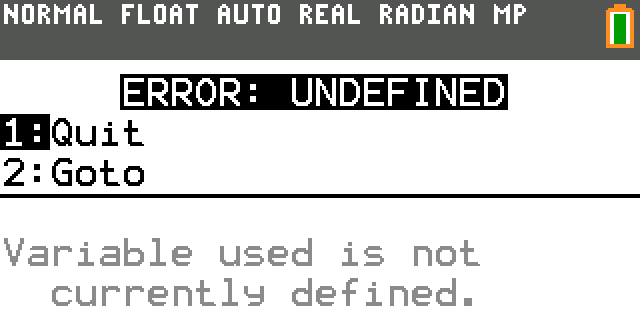 NORMAL FLOAT AUTO REAL RADIAN MP
ERROR: UNDEFINED
1:Quit
2:Goto
Variable used is not
currently defined.